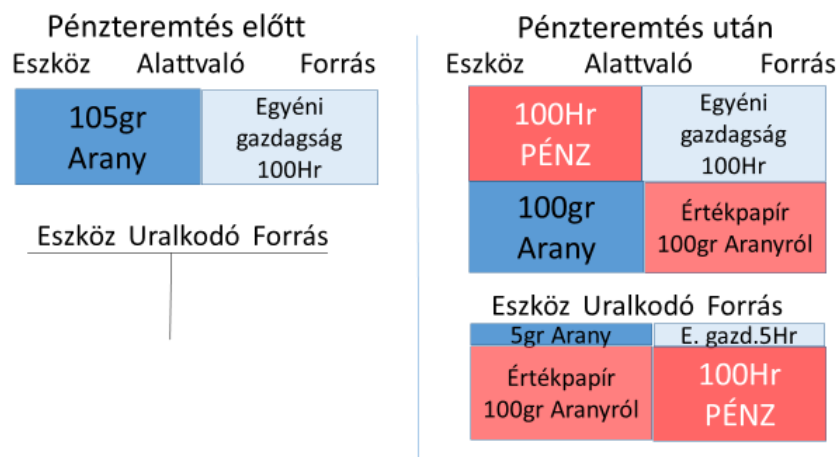 Pénzteremtés előtt
Eszköz Alattvaló Forrás
105gr
Arany
Egyéni
gazdagság
100Hr
Eszköz Uralkodó Forrás
Pénzteremtés után
Eszköz Alattvaló Forrás
100Hr
PÉNZ
Egyéni
gazdagság
100Hr
100gr
Arany
Értékpapír
100gr Aranyról
Eszköz Uralkodó Forrás
5gr Arany
E. gazd.5Hr
Értékpapír
100gr Aranyról
100Hr
PÉNZ